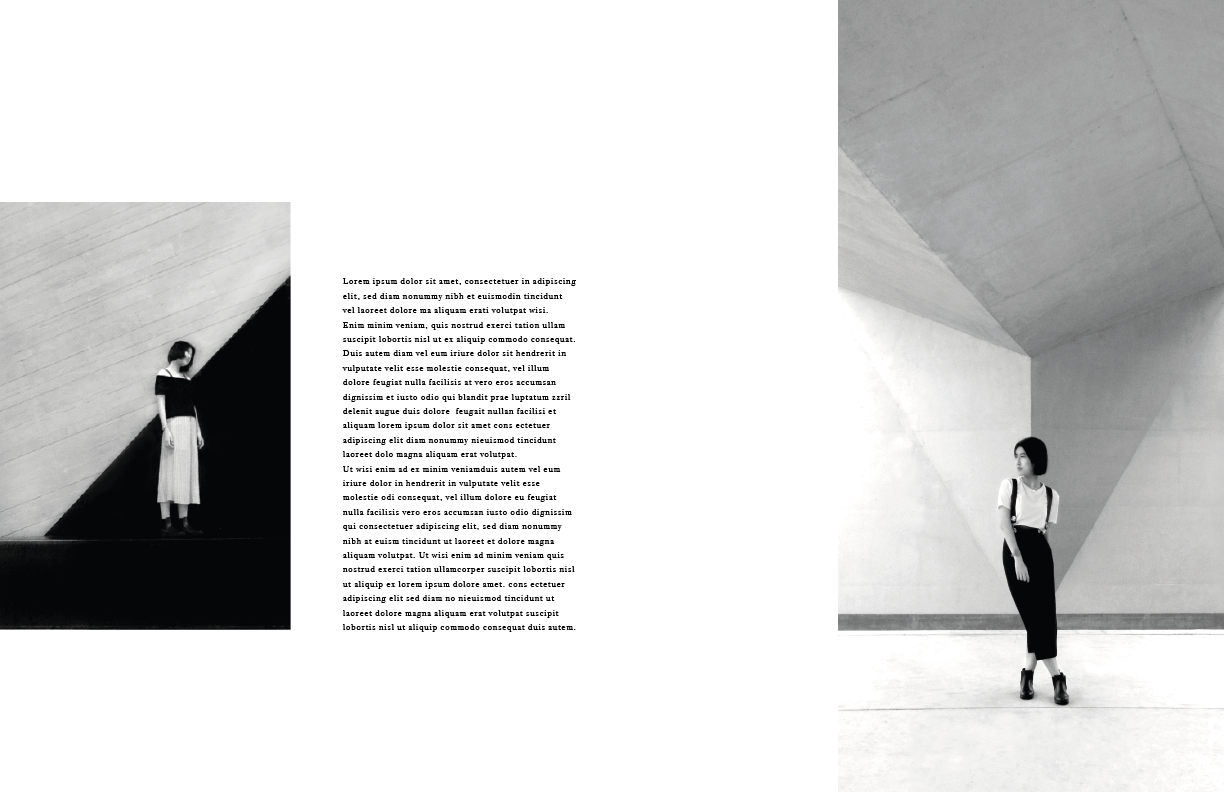 Lorem ipsum dolor sit amet, consectetuer in adipiscing
elit, sed diam nonummy nibh et euismodin tincidunt
vel laoreet dolore ma aliquam erati volutpat wisi.
Enim minim veniam, quis nostrud exerci tation ullam
suscipit lobortis nisl ut ex aliquip commodo consequat.
Duis autem diam vel eum iriure dolor sit hendrerit in
vulputate velit esse molestie consequat, vel illum
dolore feugiat nulla facilisis at vero eros accumsan
dignissim et iusto odio qui blandit prae luptatum zzril
delenit augue duis dolore  feugait nullan facilisi et
aliquam lorem ipsum dolor sit amet cons ectetuer
adipiscing elit diam nonummy nieuismod tincidunt
laoreet dolo magna aliquam erat volutpat.
Ut wisi enim ad ex minim veniamduis autem vel eum
iriure dolor in hendrerit in vulputate velit esse
molestie odi consequat, vel illum dolore eu feugiat
nulla facilisis vero eros accumsan iusto odio dignissim
qui consectetuer adipiscing elit, sed diam nonummy
nibh at euism tincidunt ut laoreet et dolore magna
aliquam volutpat. Ut wisi enim ad minim veniam quis
nostrud exerci tation ullamcorper suscipit lobortis nisl
ut aliquip ex lorem ipsum dolore amet. cons ectetuer
adipiscing elit sed diam no nieuismod tincidunt ut
laoreet dolore magna aliquam erat volutpat suscipit
lobortis nisl ut aliquip commodo consequat duis autem.